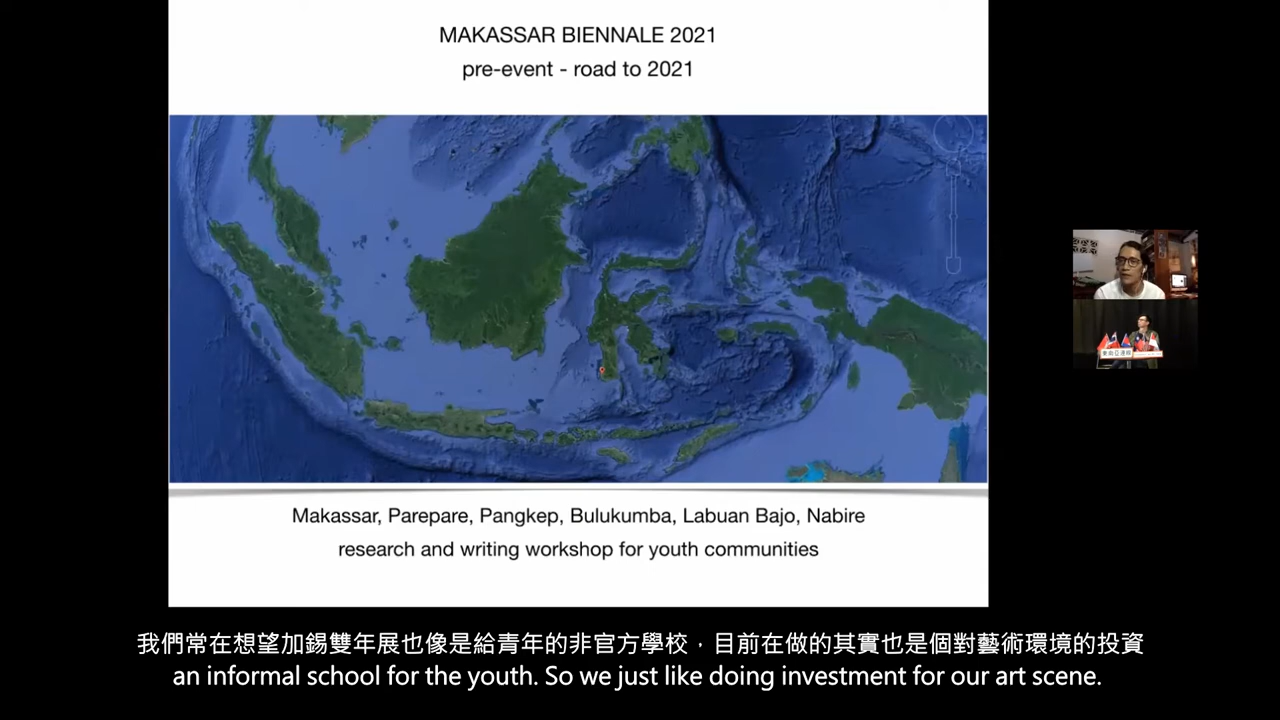 MAKASSAR BIENNALE 2021
pre-event - road to 2021
Makassar, Parepare, Pangkep, Bulukumba, Labuan Bajo, Nabire
research and writing workshop for youth communities
我們常在想望加錫雙年展也像是給青年的非官方學校，目前在做的其實也是個對藝術環境的投資
an informal school for the youth. So we just like doing investment for our art scene.